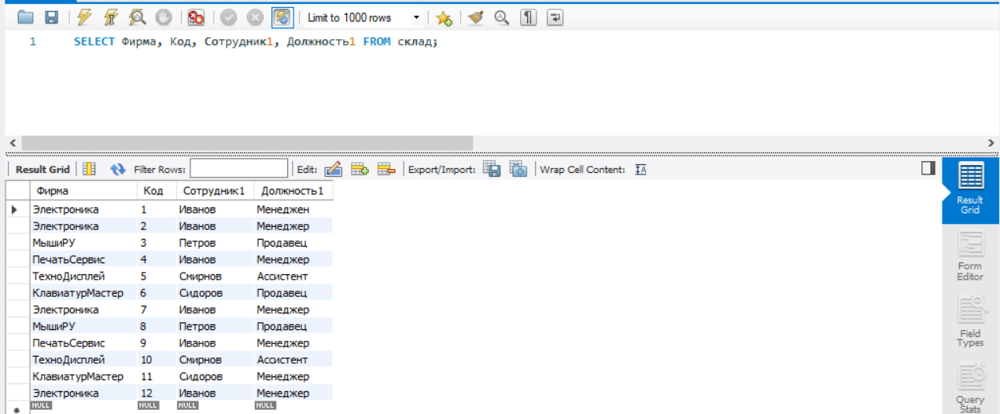 Limit to 1000 rows
1 SELECT Фирма, Код, Сотрудник1, Должность1 FROM склад;
Result Grid Filter Rows: Edit: Export/Import: Wrap Cell Content:
Фирма Код Сотрудник1 Должность1
Электроника 1 Иванов Менеджен
Электроника 2 Иванов Менеджер
МышиРУ 3 Петров Продавец
ПечатьСервис 4 Иванов Менеджер
ТехноДисплей 5 Смирнов Ассистент
КлавиатурМастер 6 Сидоров Продавец
Электроника 7 Иванов Менеджер
МышиРУ 8 Петров Продавец
ПечатьСервис 9 Иванов Менеджер
ТехноДисплей 10 Смирнов Ассистент
КлавиатурМастер 11 Сидоров Менеджер
Электроника 12 Иванов Менеджер
NULL NULL NULL NULL
Result
Grid
Form
Editor
Field
Types
Query
Stats